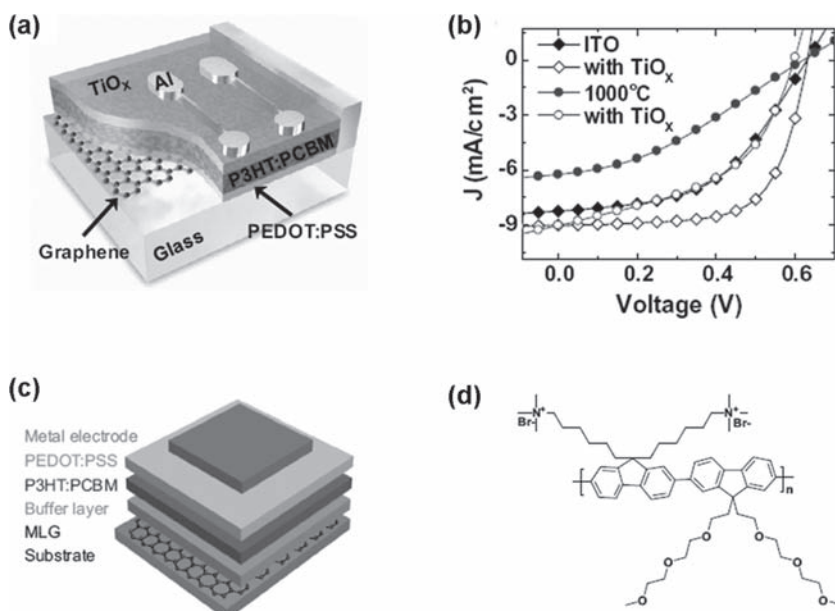 (a)
TiOx
Al
P3HT:PCBM
PEDOT:PSS
Graphene
Glass
(b)
J (mA/cm²)
0
-3
-6
-9
ITO
with TiOx
1000°C
with TiOx
0.0 0.2 0.4 0.6
Voltage (V)
(c)
Metal electrode
PEDOT:PSS
P3HT:PCBM
Buffer layer
MLG
Substrate
(d)
N+ N+
Br- Br-
n
O O
O O
O O